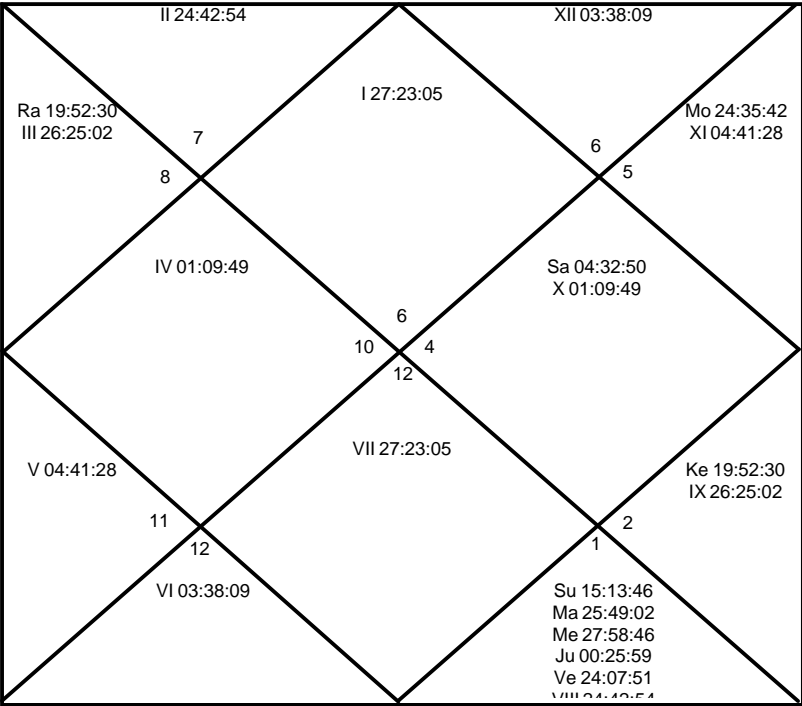 II 24:42:54
XII 03:38:09
I 27:23:05
Ra 19:52:30
III 26:25:02
Mo 24:35:42
XI 04:41:28
7
6
8
5
IV 01:09:49
Sa 04:32:50
X 01:09:49
6
10
4
12
VII 27:23:05
V 04:41:28
Ke 19:52:30
IX 26:25:02
11
2
12
1
VI 03:38:09
Su 15:13:46
Ma 25:49:02
Me 27:58:46
Ju 00:25:59
Ve 24:07:51
VIII 24:42:54